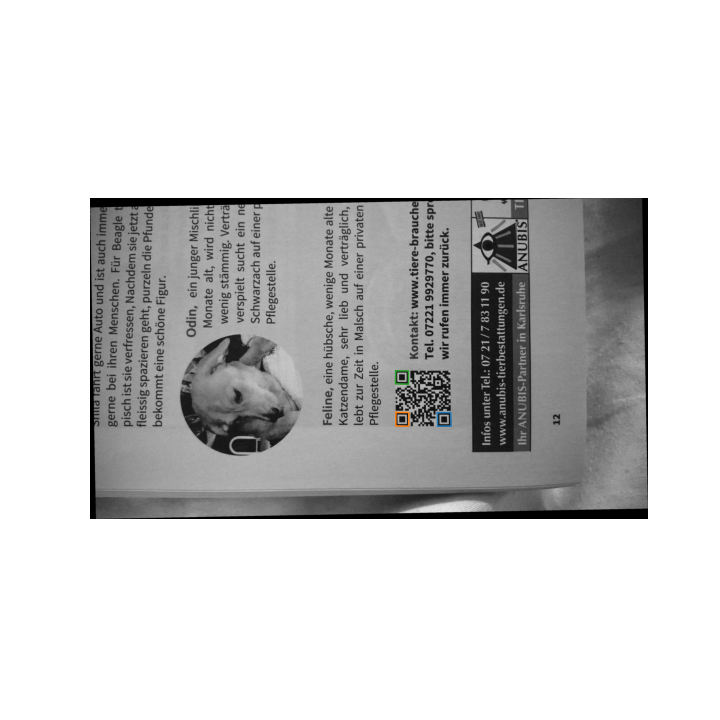 fährt gerne Auto und ist auch imme
gerne bei ihren Menschen. Für Beagle t
pisch ist sie verfressen, Nachdem sie jetzt a
fleissig spazieren geht, purzeln die Pfunde
bekommt eine schöne Figur.
Odin, ein junger Mischli
Monate alt, wird nicht
wenig stämmig. Verträ
verspielt sucht ein ne
Schwarzach auf einer p
Pflegestelle.
Feline, eine hübsche, wenige Monate alte
Katzendame, sehr lieb und verträglich,
lebt zur Zeit in Malsch auf einer privaten
Pflegestelle.
Kontakt: www.tiere-brauche
Tel. 07221 9929770, bitte spre
wir rufen immer zurück.
Infos unter Tel.: 07 21 / 7 83 11 90
www.anubis-tierbestattungen.de
Ihr ANUBIS-Partner in Karlsruhe
ANUBIS
TI
12